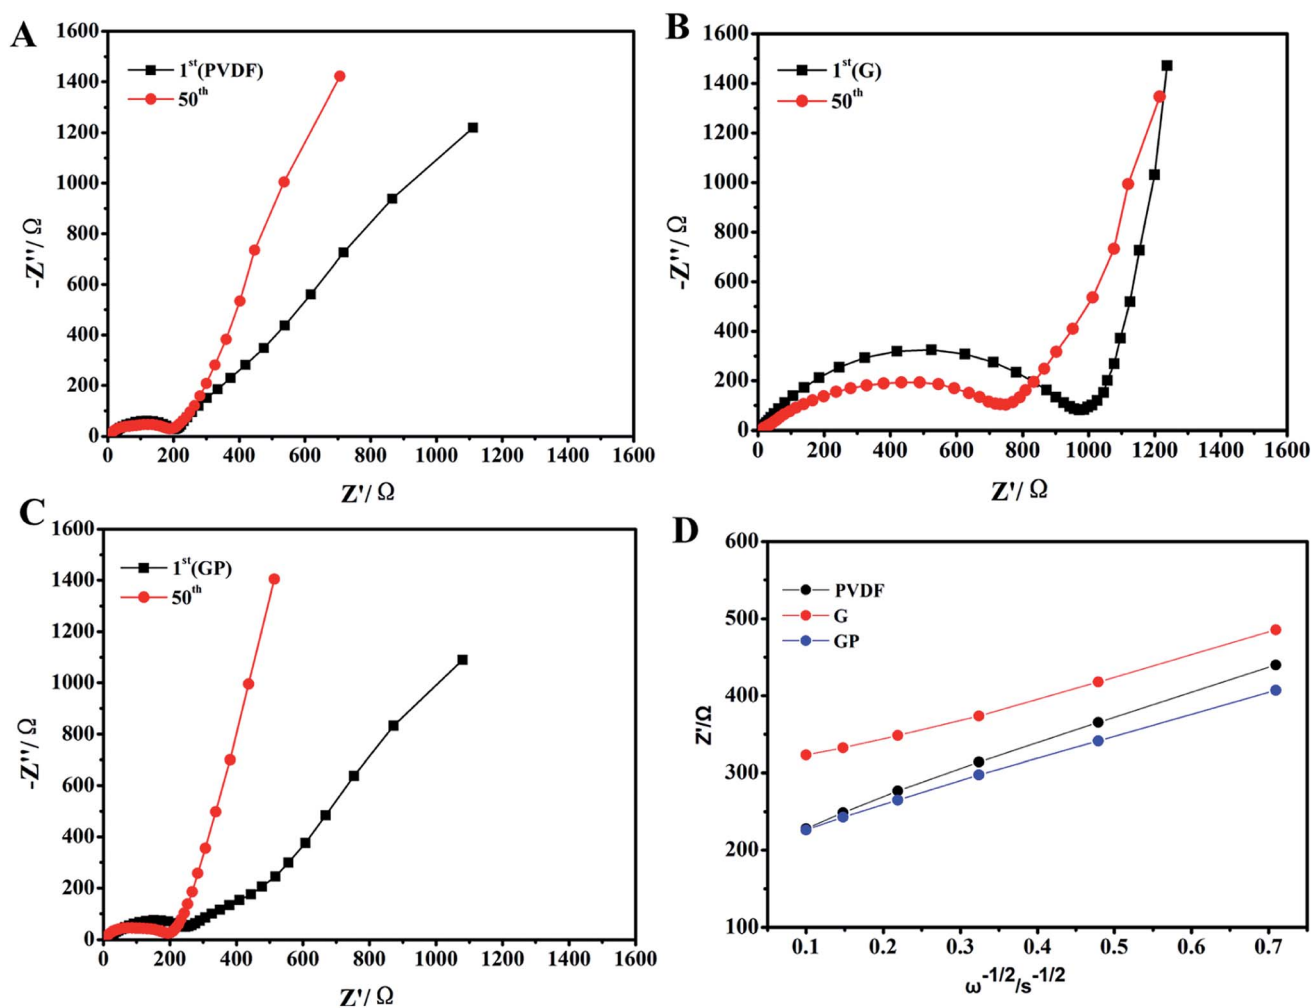 A
1600
1400
1200
1000
800
600
400
200
0
-Z''/ Ω
1st(PVDF)
50th
0 200 400 600 800 1000 1200 1400 1600
Z'/ Ω
B
1600
1400
1200
1000
800
600
400
200
0
-Z''/ Ω
1st(G)
50th
0 200 400 600 800 1000 1200 1400 1600
Z'/ Ω
C
1600
1400
1200
1000
800
600
400
200
0
-Z''/ Ω
1st(GP)
50th
0 200 400 600 800 1000 1200 1400 1600
Z'/ Ω
D
600
500
400
300
200
100
Z'/Ω
PVDF
G
GP
0.1 0.2 0.3 0.4 0.5 0.6 0.7
ω-1/2/s-1/2